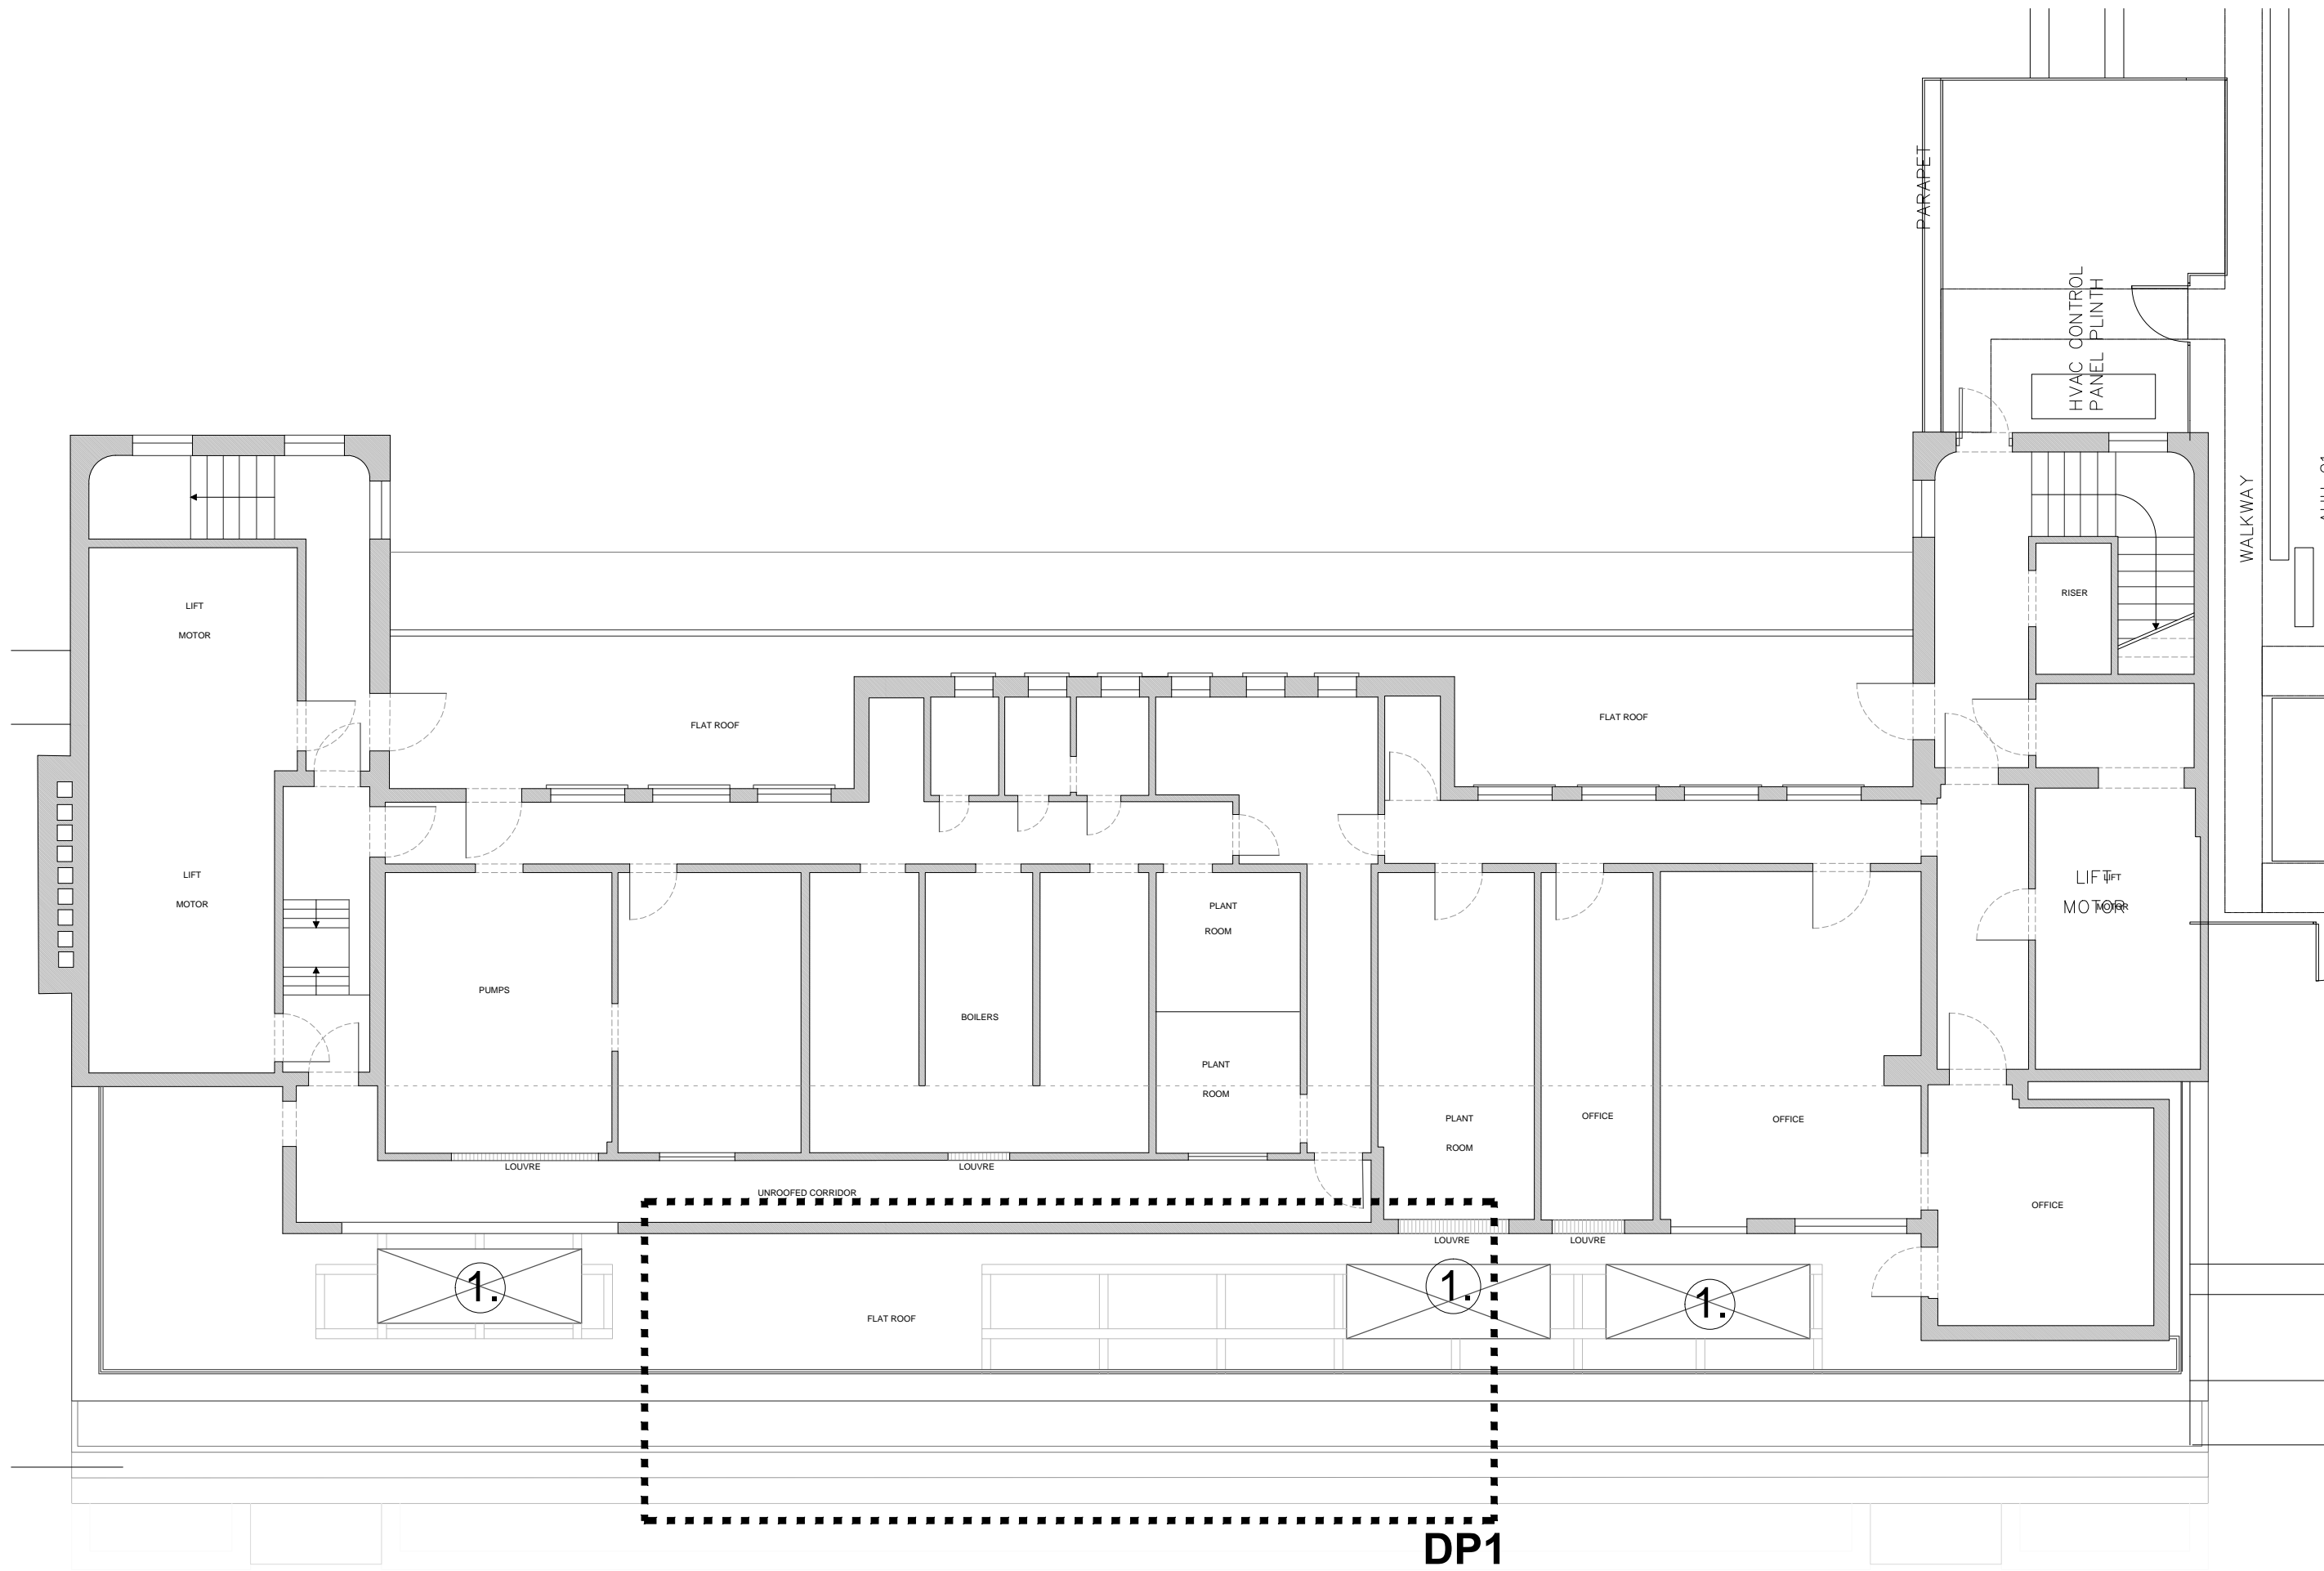 PARAPET
HVAC CONTROL
PANEL PLINTH
WALKWAY
LIFT
MOTOR
RISER
FLAT ROOF
FLAT ROOF
LIFT
MOTOR
LIFT
MOTOR
LIFT
MOTOR
PLANT
ROOM
PUMPS
BOILERS
PLANT
ROOM
PLANT
ROOM
OFFICE
OFFICE
LOUVRE
LOUVRE
UNROOFED CORRIDOR
OFFICE
LOUVRE
LOUVRE
1.
1.
1.
FLAT ROOF
DP1